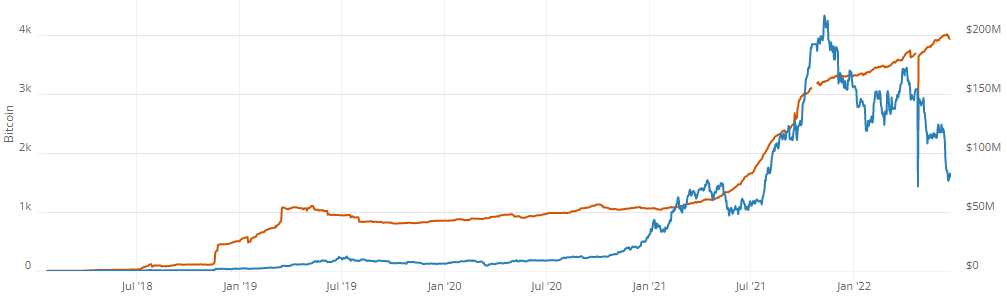 4k
3k
2k
1k
0
Bitcoin
$200M
$150M
$100M
$50M
$0
Jul '18
Jan '19
Jul '19
Jan '20
Jul '20
Jan '21
Jul '21
Jan '22